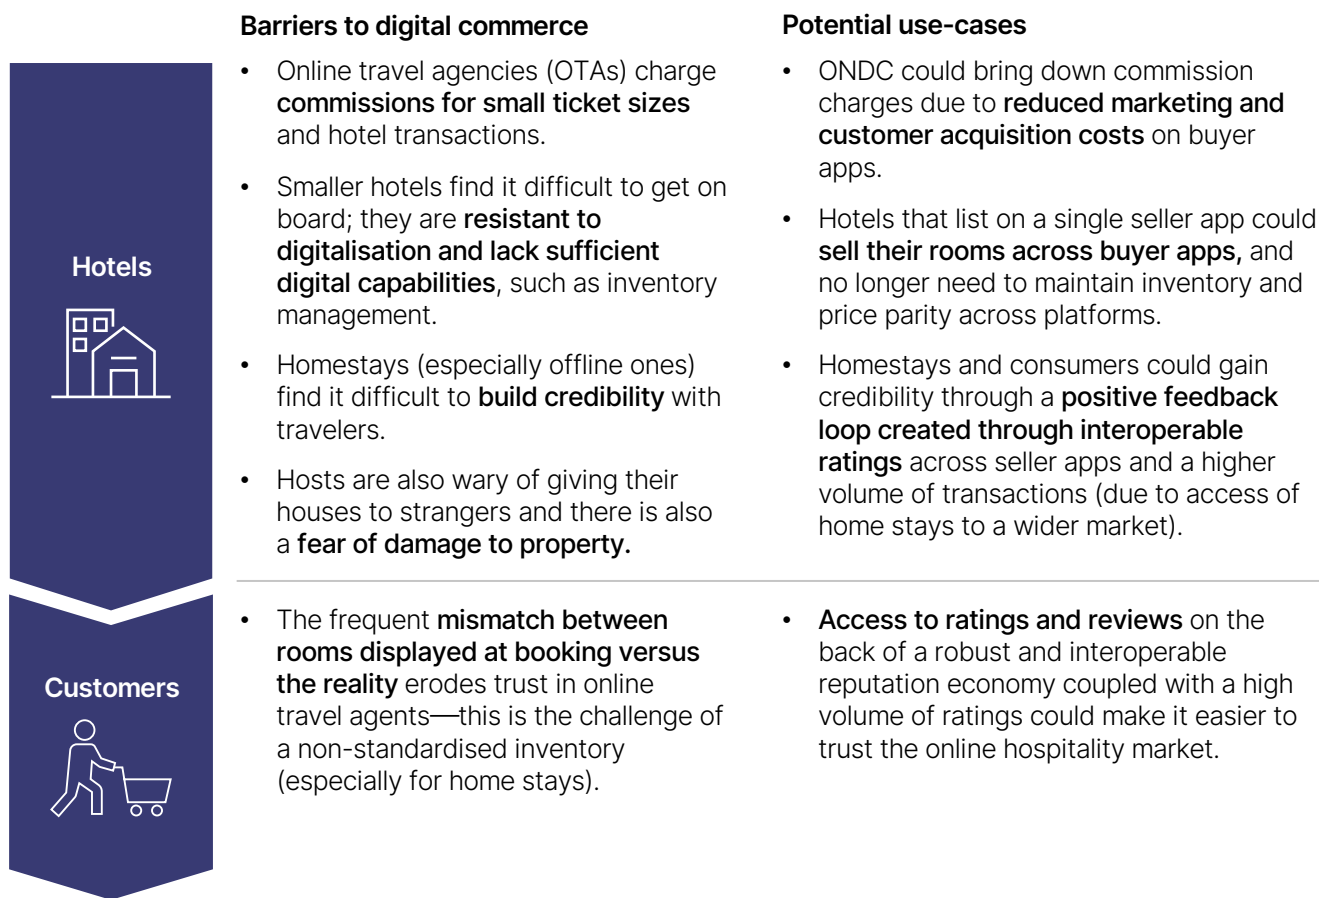 Barriers to digital commerce
Potential use-cases
Hotels
• Online travel agencies (OTAs) charge
commissions for small ticket sizes
and hotel transactions.
• Smaller hotels find it difficult to get on
board; they are resistant to
digitalisation and lack sufficient
digital capabilities, such as inventory
management.
• Homestays (especially offline ones)
find it difficult to build credibility with
travelers.
• Hosts are also wary of giving their
houses to strangers and there is also
a fear of damage to property.
• ONDC could bring down commission
charges due to reduced marketing and
customer acquisition costs on buyer
apps.
• Hotels that list on a single seller app could
sell their rooms across buyer apps, and
no longer need to maintain inventory and
price parity across platforms.
• Homestays and consumers could gain
credibility through a positive feedback
loop created through interoperable
ratings across seller apps and a higher
volume of transactions (due to access of
home stays to a wider market).
Customers
• The frequent mismatch between
rooms displayed at booking versus
the reality erodes trust in online
travel agents—this is the challenge of
a non-standardised inventory
(especially for home stays).
• Access to ratings and reviews on the
back of a robust and interoperable
reputation economy coupled with a high
volume of ratings could make it easier to
trust the online hospitality market.